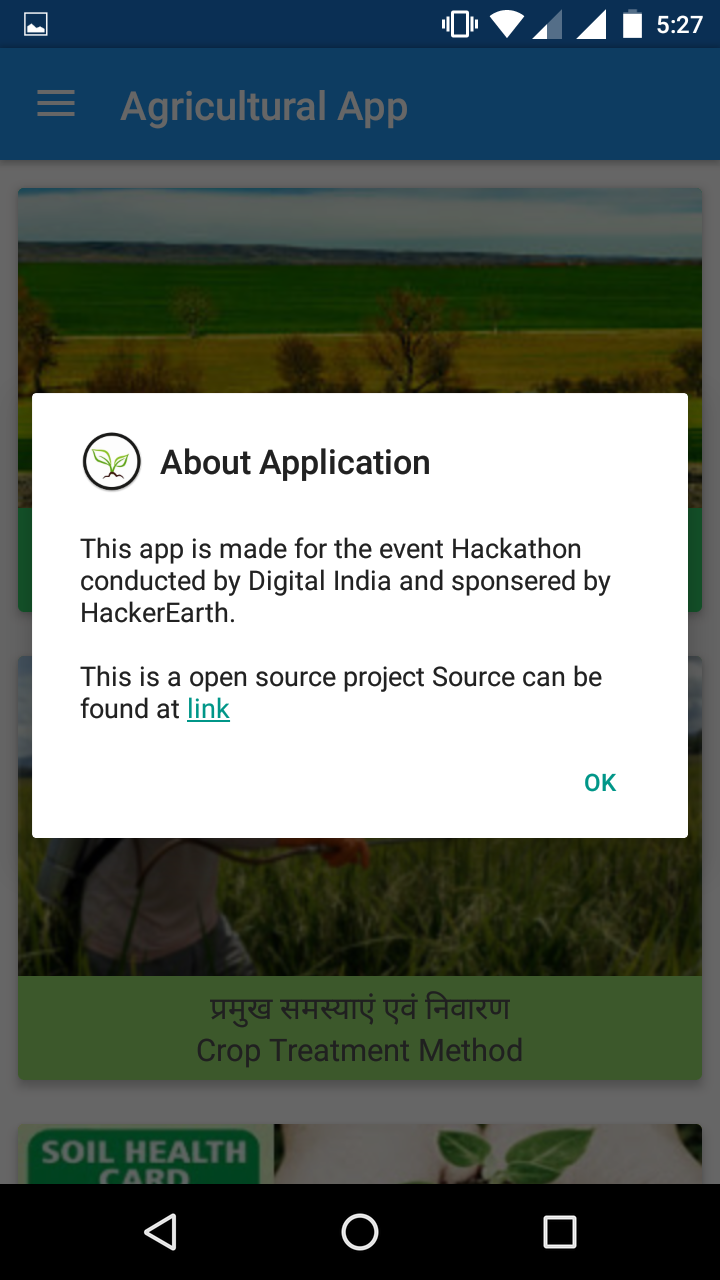 5:27
Agricultural App
About Application
This app is made for the event Hackathon
conducted by Digital India and sponsered by
HackerEarth.
This is a open source project Source can be
found at link
OK
प्रमुख समस्याएं एवं निवारण
Crop Treatment Method
SOIL HEALTH
CARD